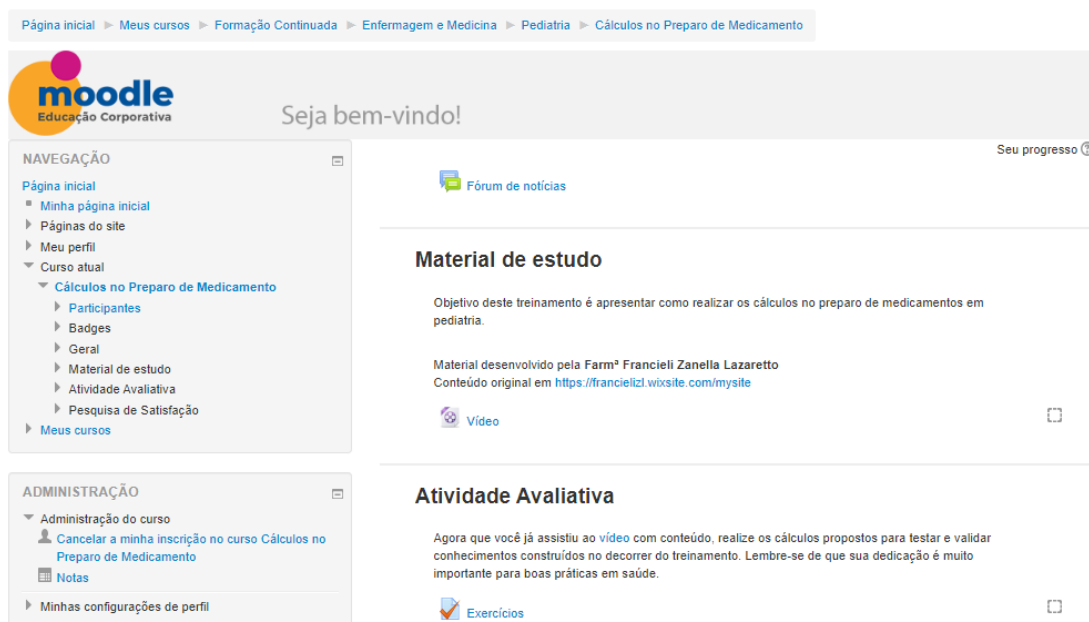 Página inicial ► Meus cursos ► Formação Continuada ► Enfermagem e Medicina ► Pediatria ► Cálculos no Preparo de Medicamento
moodle
Educação Corporativa
Seja bem-vindo!
Seu progresso
NAVEGAÇÃO
Página inicial
Minha página inicial
Páginas do site
Meu perfil
Curso atual
Cálculos no Preparo de Medicamento
Participantes
Badges
Geral
Material de estudo
Atividade Avaliativa
Pesquisa de Satisfação
Meus cursos
ADMINISTRAÇÃO
Administração do curso
Cancelar a minha inscrição no curso Cálculos no
Preparo de Medicamento
Notas
Minhas configurações de perfil
Fórum de notícias
Material de estudo
Objetivo deste treinamento é apresentar como realizar os cálculos no preparo de medicamentos em
pediatria.
Material desenvolvido pela Farmª Francieli Zanella Lazaretto
Conteúdo original em https://francielizl.wixsite.com/mysite
Vídeo
Atividade Avaliativa
Agora que você já assistiu ao vídeo com conteúdo, realize os cálculos propostos para testar e validar
conhecimentos construídos no decorrer do treinamento. Lembre-se de que sua dedicação é muito
importante para boas práticas em saúde.
Exercícios